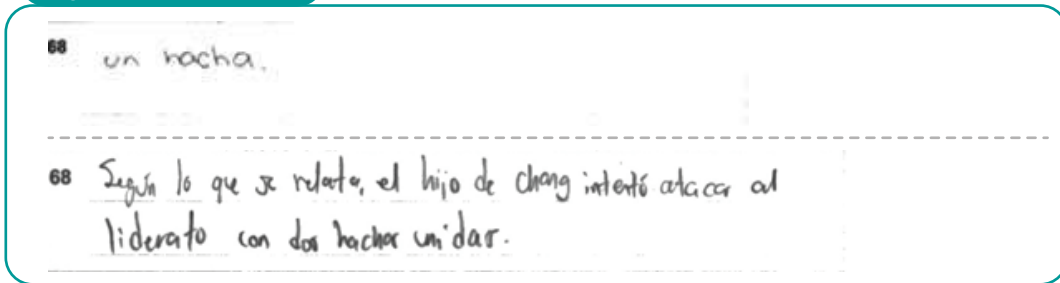 68 un hacha.
68 Según lo que se relata, el hijo de chang intentó atacar al
liderato con dos hachas unidas.